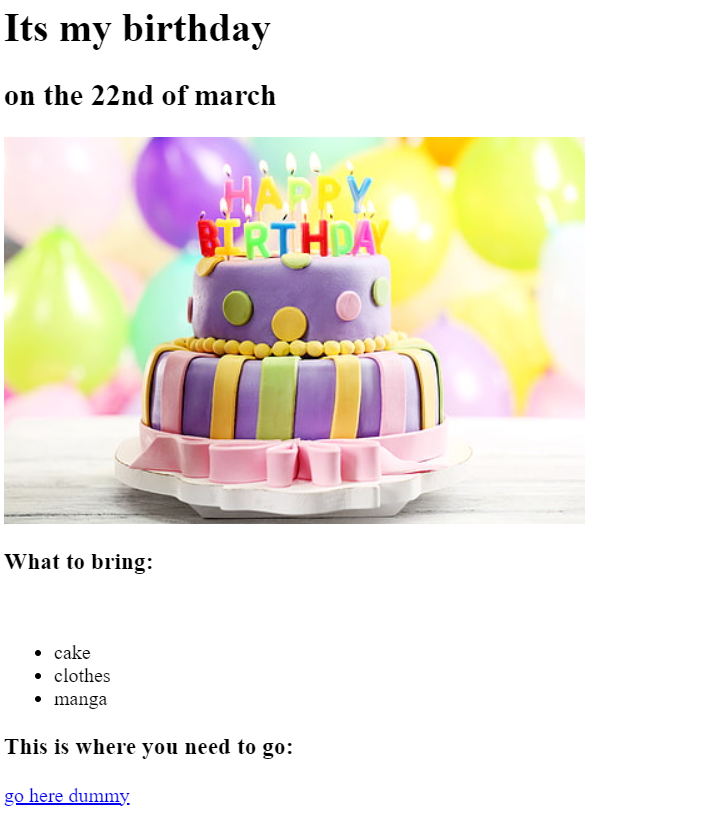 Its my birthday
on the 22nd of march
HAPPY
BIRTHDAY
What to bring:
cake
clothes
manga
This is where you need to go:
go here dummy